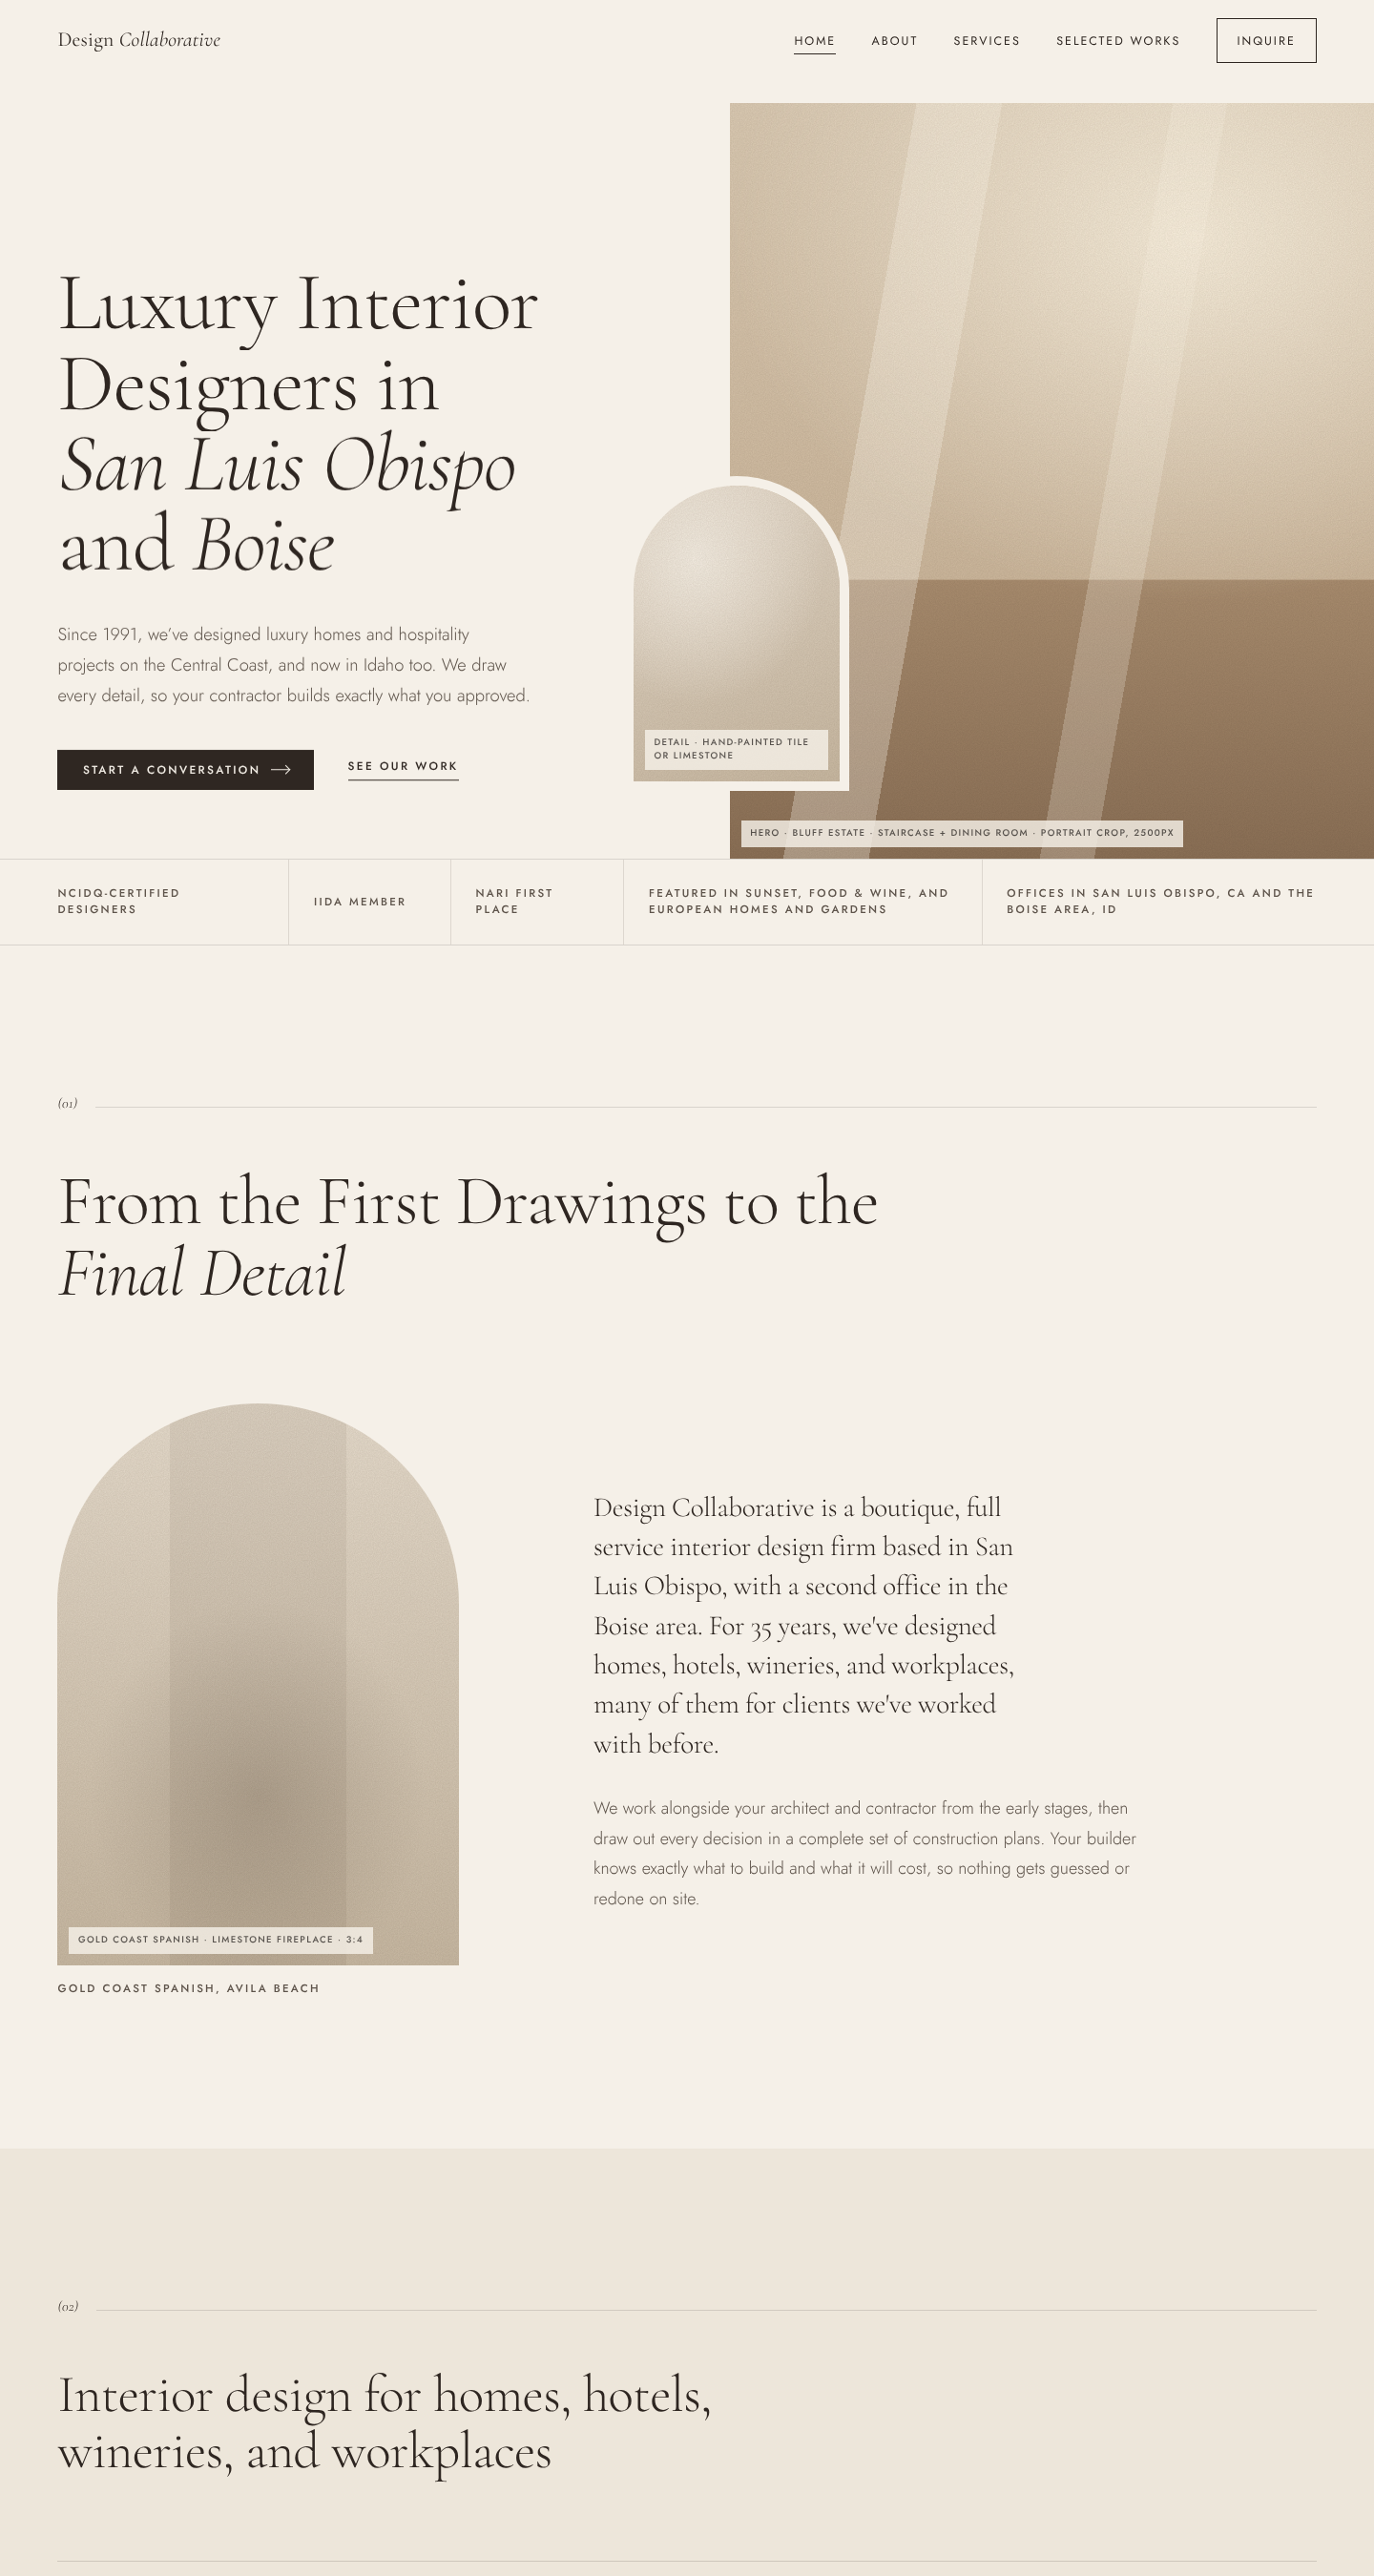 Design Collaborative
HOME
ABOUT
SERVICES
SELECTED WORKS
INQUIRE
Luxury Interior
Designers in
San Luis Obispo
and Boise
Since 1991, we’ve designed luxury homes and hospitality
projects on the Central Coast, and now in Idaho too. We draw
every detail, so your contractor builds exactly what you approved.
START A CONVERSATION
SEE OUR WORK
DETAIL · HAND-PAINTED TILE
OR LIMESTONE
HERO · BLUFF ESTATE · STAIRCASE + DINING ROOM · PORTRAIT CROP, 2500PX
NCIDQ-CERTIFIED
DESIGNERS
IIDA MEMBER
NARI FIRST
PLACE
FEATURED IN SUNSET, FOOD & WINE, AND
EUROPEAN HOMES AND GARDENS
OFFICES IN SAN LUIS OBISPO, CA AND THE
BOISE AREA, ID
(01)
From the First Drawings to the
Final Detail
Design Collaborative is a boutique, full
service interior design firm based in San
Luis Obispo, with a second office in the
Boise area. For 35 years, we've designed
homes, hotels, wineries, and workplaces,
many of them for clients we've worked
with before.
We work alongside your architect and contractor from the early stages, then
draw out every decision in a complete set of construction plans. Your builder
knows exactly what to build and what it will cost, so nothing gets guessed or
redone on site.
GOLD COAST SPANISH · LIMESTONE FIREPLACE · 3:4
GOLD COAST SPANISH, AVILA BEACH
(02)
Interior design for homes, hotels,
wineries, and workplaces